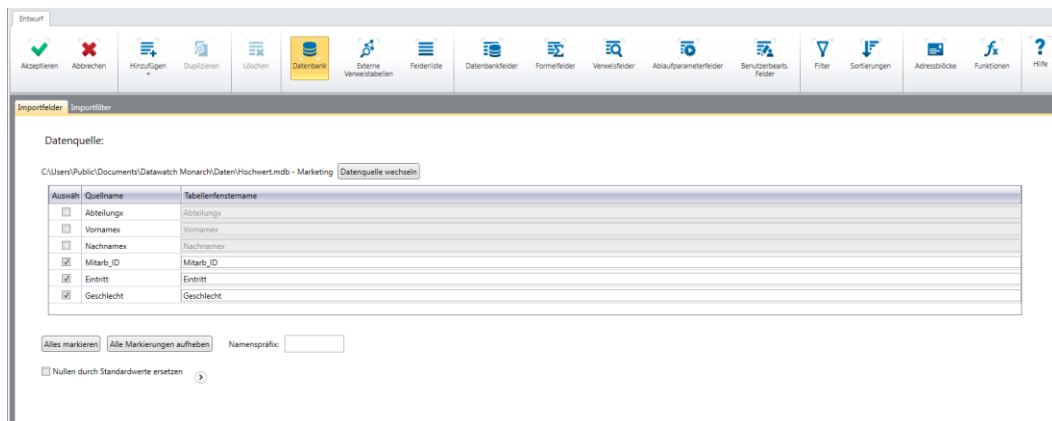 Entwurf
Akzeptieren Abbrechen Hinzufügen Duplizieren Löschen Datenbank Externe Verweistabellen Felderliste Datenbankfelder Formelfelder Verweisfelder Ablaufparameterfelder Benutzerbearb. Felder Filter Sortierungen Adressblöcke Funktionen Hilfe
Importfelder Importfilter
Datenquelle:
C:\Users\Public\Documents\Datawatch Monarch\Daten\Hochwert.mdb - Marketing Datenquelle wechseln
Auswäh Quellname Tabellenfenstername
Abteilungx Abteilungx
Vornamex Vornamex
Nachnamex Nachnamex
Mitarb_ID Mitarb_ID
Eintritt Eintritt
Geschlecht Geschlecht
Alles markieren Alle Markierungen aufheben Namenspräfix:
Nullen durch Standardwerte ersetzen